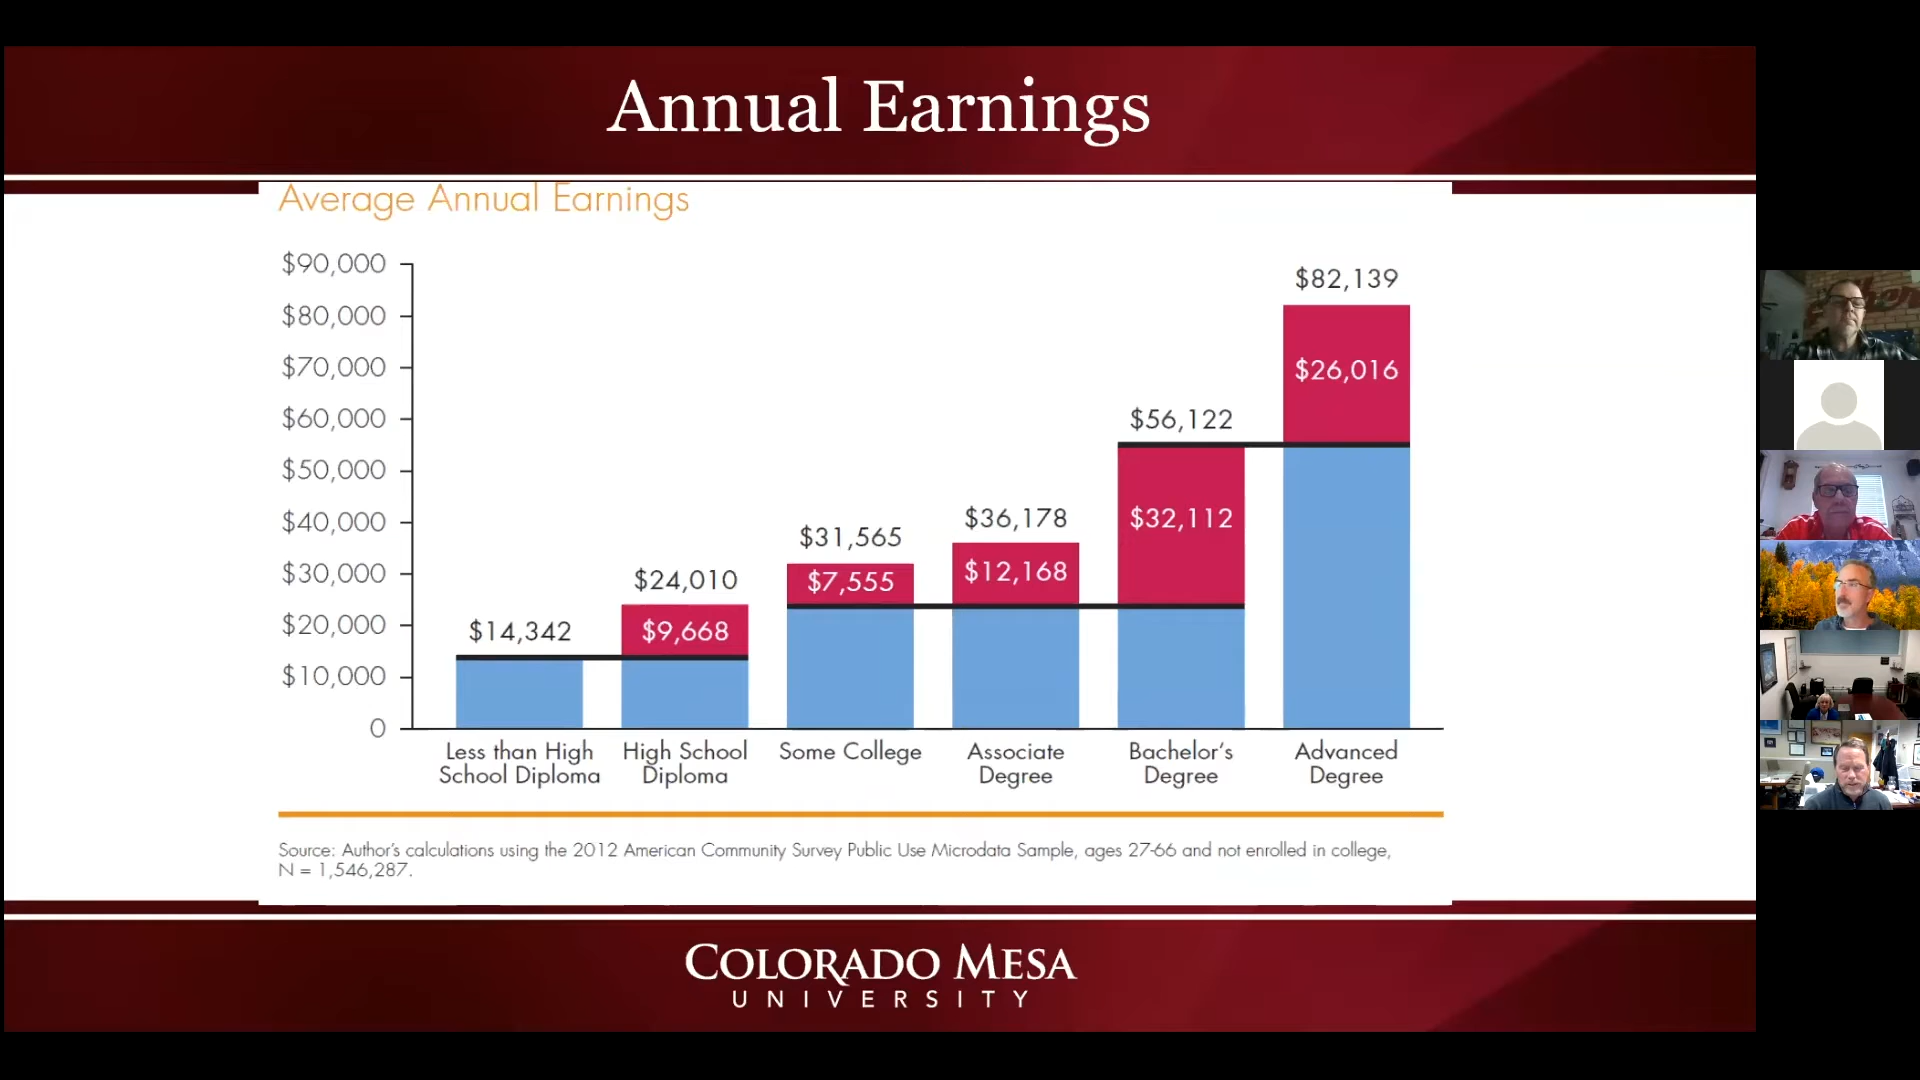 Annual Earnings
Average Annual Earnings
$90,000
$80,000
$70,000
$60,000
$50,000
$40,000
$30,000
$20,000
$10,000
0
$14,342
$24,010
$9,668
$31,565
$7,555
$36,178
$12,168
$56,122
$32,112
$82,139
$26,016
Less than High
School Diploma
High School
Diploma
Some College
Associate
Degree
Bachelor's
Degree
Advanced
Degree
Source: Author's calculations using the 2012 American Community Survey Public Use Microdata Sample, ages 27-66 and not enrolled in college,
N = 1,546,287.
COLORADO MESA
UNIVERSITY